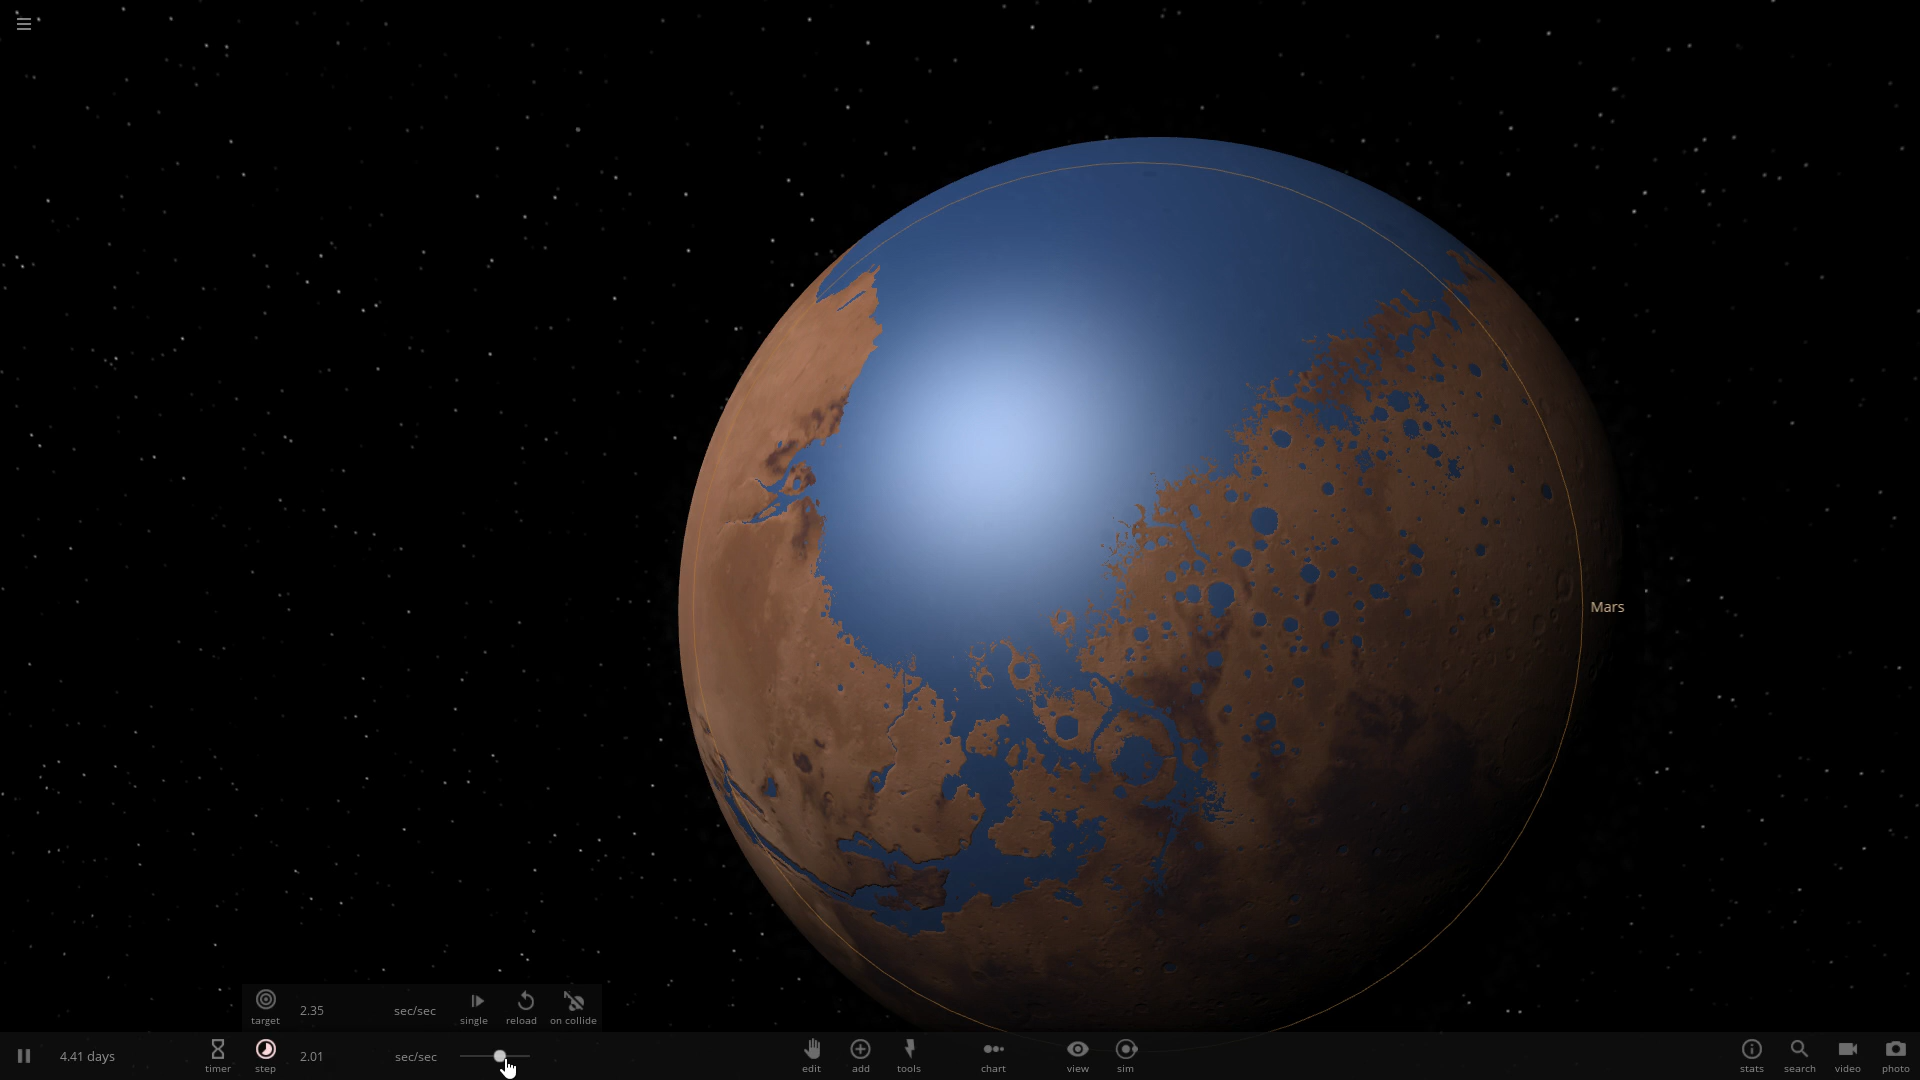 Mars
target 2.35 sec/sec single reload on collide
4.41 days timer step 2.01 sec/sec edit add tools chart view sim stats search video photo